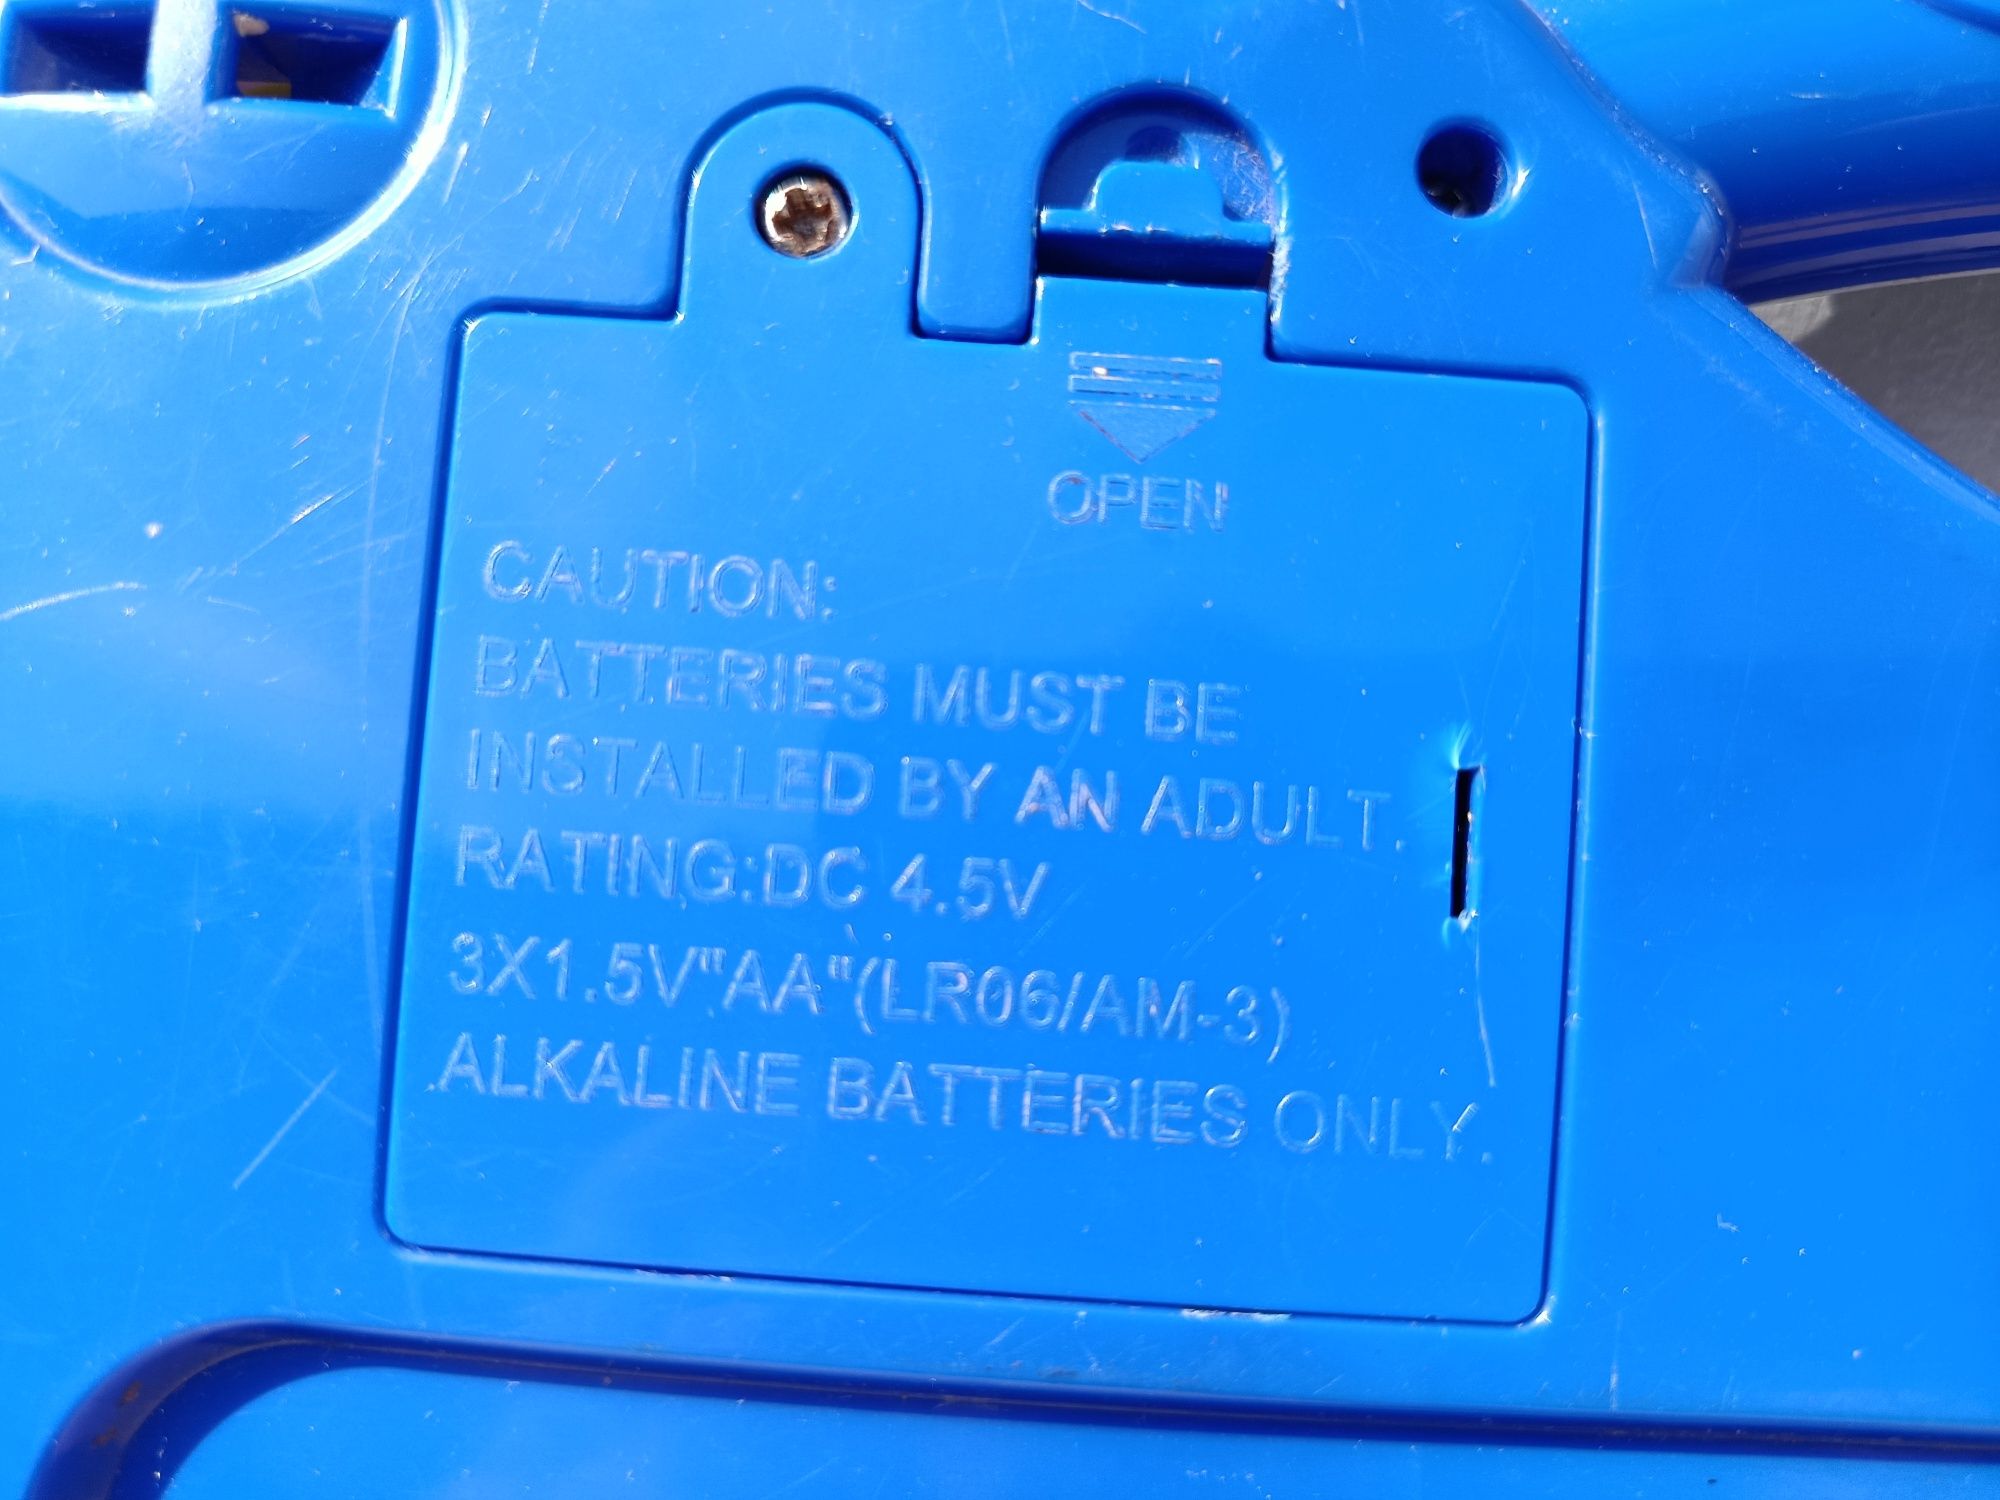 OPEN
CAUTION:
BATTERIES MUST BE
INSTALLED BY AN ADULT.
RATING:DC 4.5V
3X1.5V"AA"(LR06/AM-3)
ALKALINE BATTERIES ONLY.